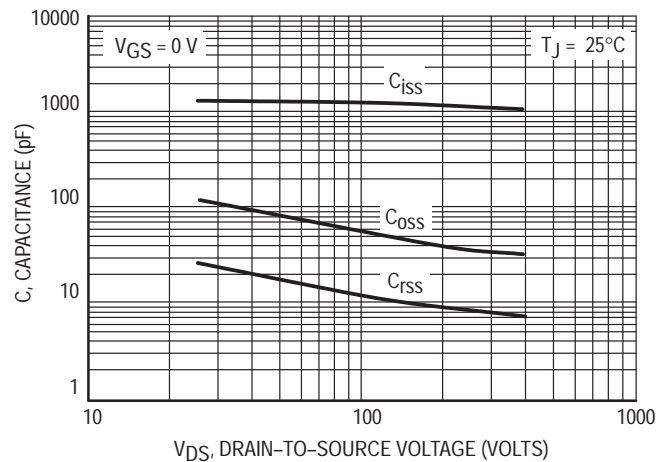 10000
VGS = 0 V
TJ = 25°C
Ciss
1000
C, CAPACITANCE (pF)
100
Coss
10
Crss
1
10
100
1000
VDS, DRAIN–TO–SOURCE VOLTAGE (VOLTS)